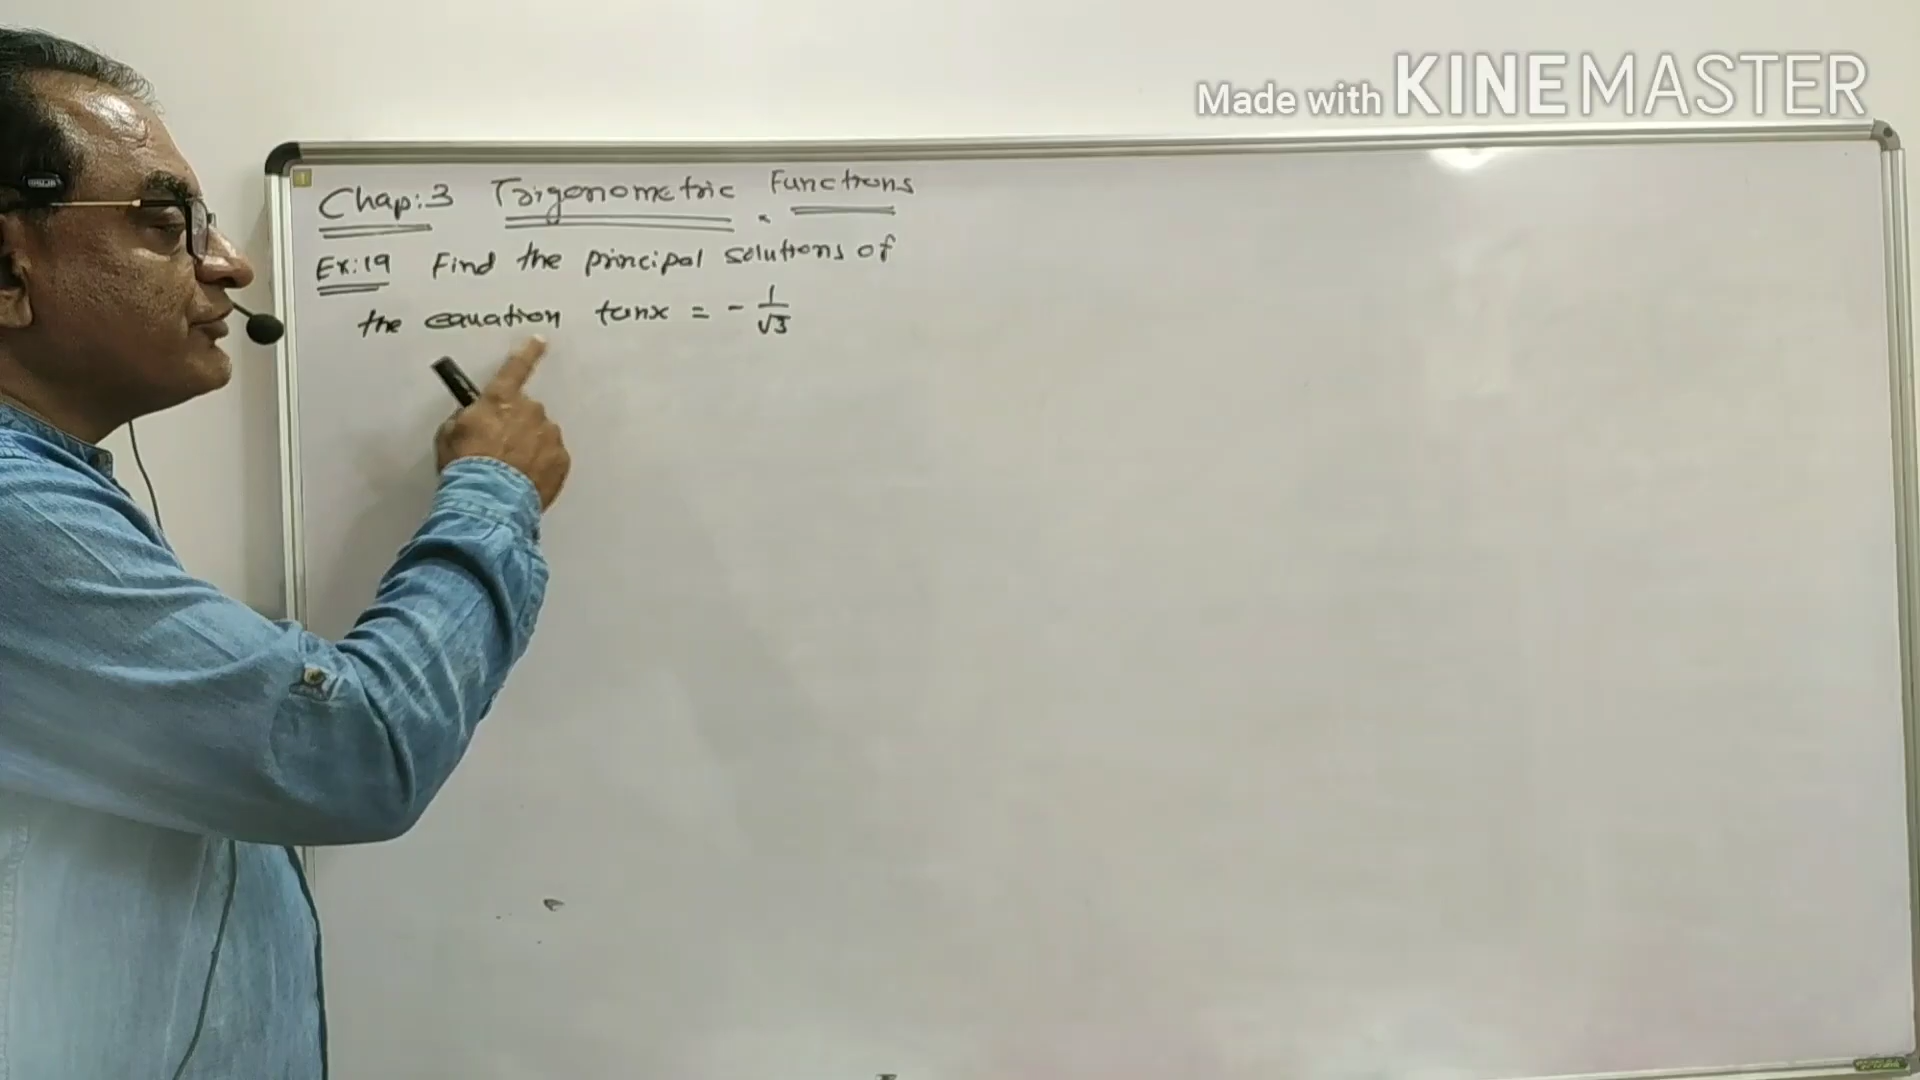 Made with KINEMASTER
Chap:3 Trigonometric Functions
Ex:19 Find the principal solutions of
the equation tanx = - 1/√3